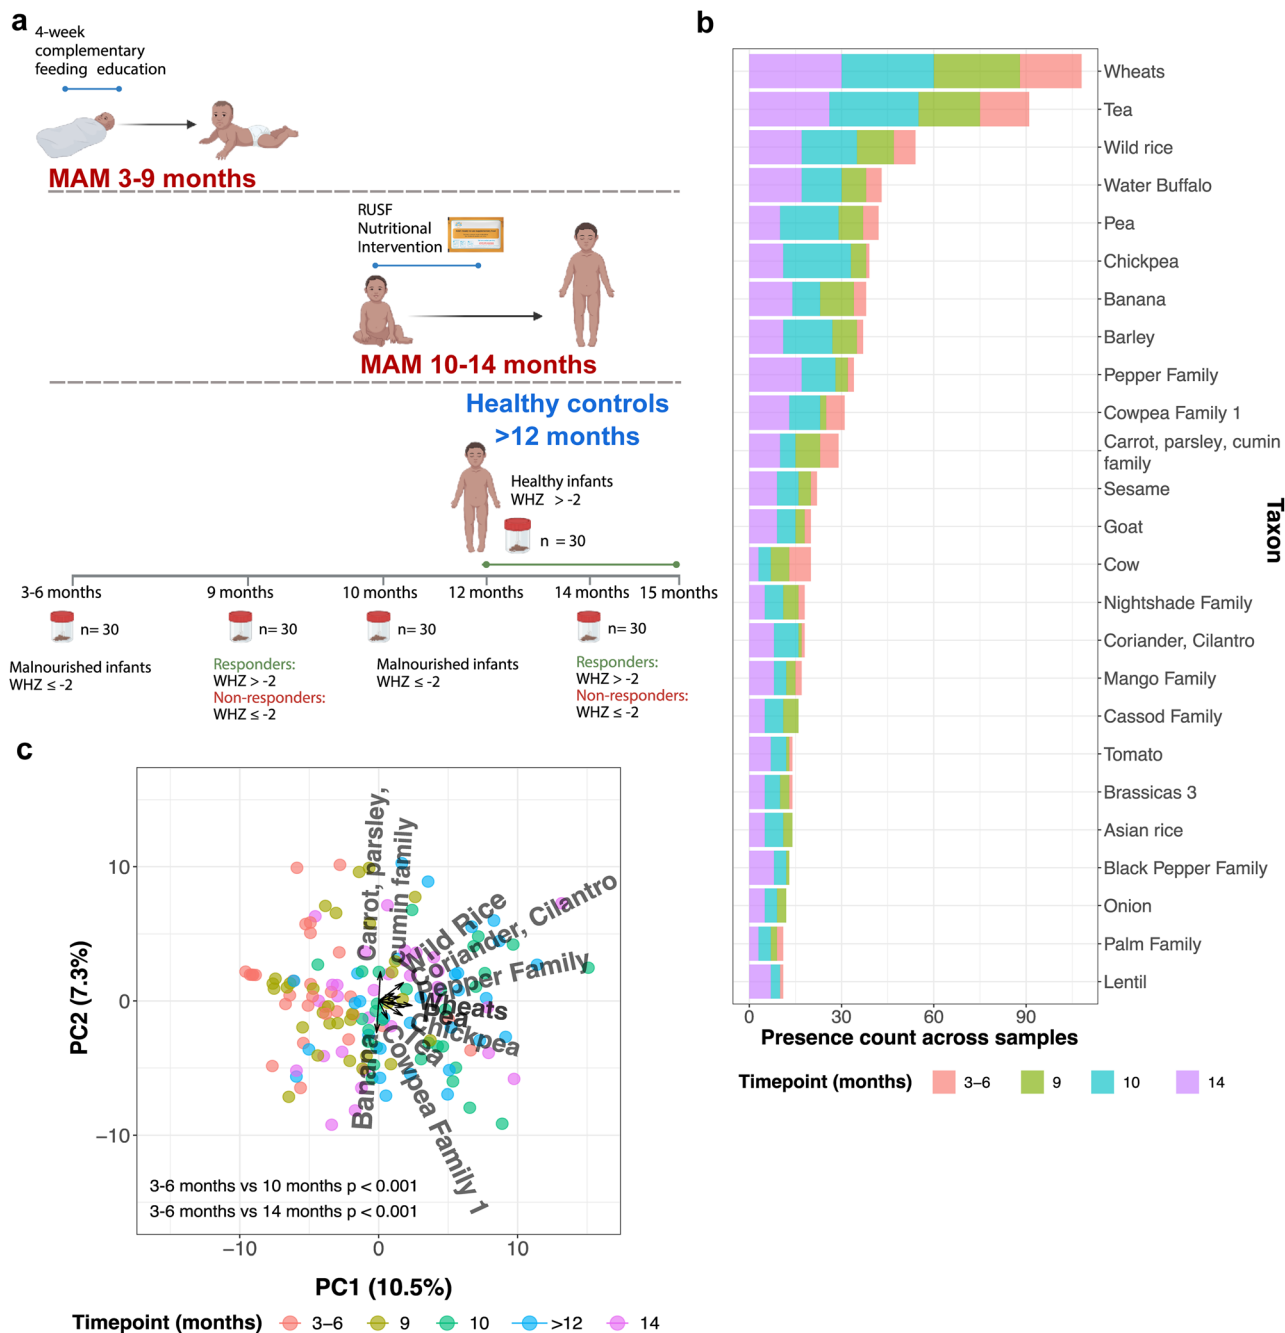 a
4-week
complementary
feeding education
MAM 3-9 months
RUSF
Nutritional
Intervention
MAM 10-14 months
Healthy controls
>12 months
Healthy infants
WHZ > -2
n = 30
3-6 months
9 months
10 months
12 months
14 months
15 months
n= 30
n= 30
n= 30
n= 30
Malnourished infants
WHZ ≤ -2
Responders:
WHZ > -2
Non-responders:
WHZ ≤ -2
Malnourished infants
WHZ ≤ -2
Responders:
WHZ > -2
Non-responders:
WHZ ≤ -2
b
Wheats
Tea
Wild rice
Water Buffalo
Pea
Chickpea
Banana
Barley
Pepper Family
Cowpea Family 1
Carrot, parsley, cumin
family
Sesame
Goat
Cow
Nightshade Family
Coriander, Cilantro
Mango Family
Cassod Family
Tomato
Brassicas 3
Asian rice
Black Pepper Family
Onion
Palm Family
Lentil
Taxon
0 30 60 90
Presence count across samples
Timepoint (months) 3–6 9 10 14
c
PC2 (7.3%)
10
0
−10
Carrot, parsley,
cumin family
Wild Rice
Coriander, Cilantro
Pepper Family
Wheats
Pea
Chickpea
Tea
Cowpea Family 1
Banana
3-6 months vs 10 months p < 0.001
3-6 months vs 14 months p < 0.001
−10 0 10
PC1 (10.5%)
Timepoint (months) 3–6 9 10 >12 14